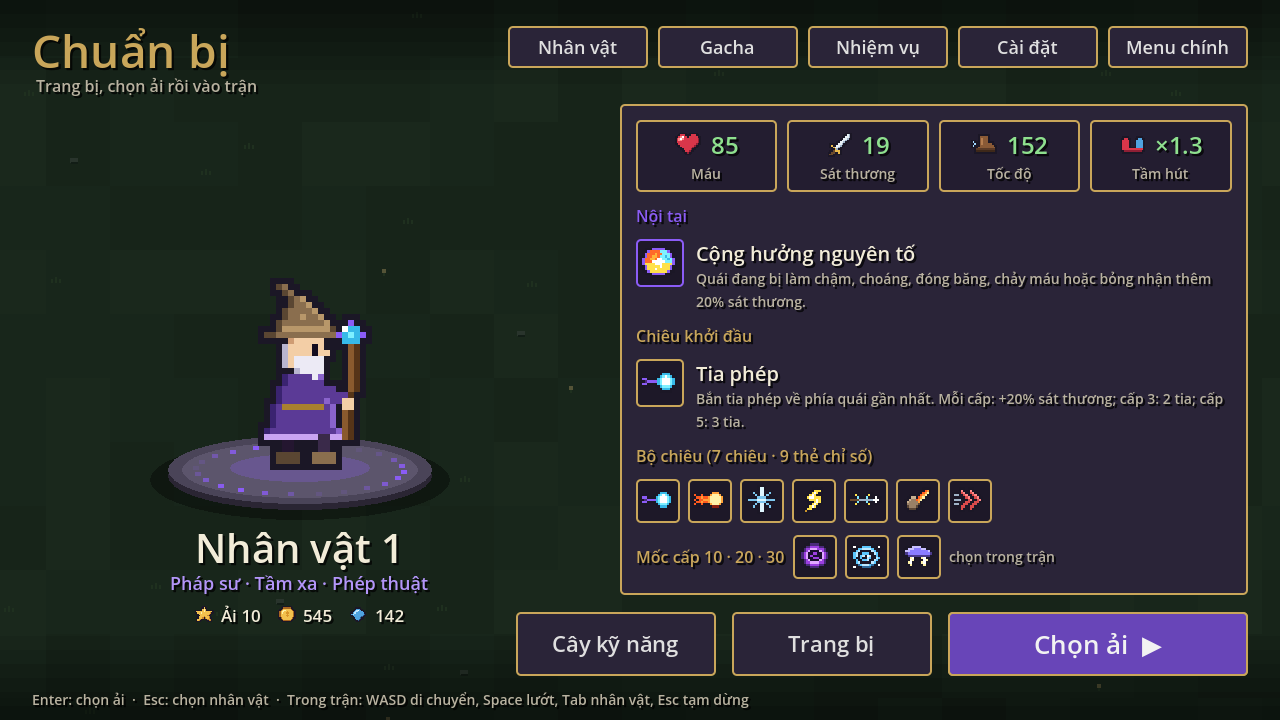 Chuẩn bị
Trang bị, chọn ải rồi vào trận
Nhân vật
Gacha
Nhiệm vụ
Cài đặt
Menu chính
85
Máu
19
Sát thương
152
Tốc độ
×1.3
Tầm hút
Nội tại
Cộng hưởng nguyên tố
Quái đang bị làm chậm, choáng, đóng băng, chảy máu hoặc bỏng nhận thêm
20% sát thương.
Chiêu khởi đầu
Tia phép
Bắn tia phép về phía quái gần nhất. Mỗi cấp: +20% sát thương; cấp 3: 2 tia; cấp
5: 3 tia.
Bộ chiêu (7 chiêu · 9 thẻ chỉ số)
Mốc cấp 10 · 20 · 30
chọn trong trận
Nhân vật 1
Pháp sư · Tầm xa · Phép thuật
Ải 10
545
142
Cây kỹ năng
Trang bị
Chọn ải ▶
Enter: chọn ải · Esc: chọn nhân vật · Trong trận: WASD di chuyển, Space lướt, Tab nhân vật, Esc tạm dừng